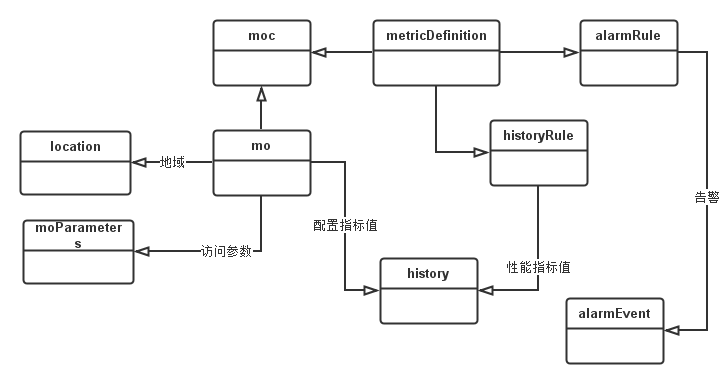 moc
metricDefinition
alarmRule
location
地域
mo
historyRule
moParameter
s
访问参数
配置指标值
告警
history
性能指标值
alarmEvent